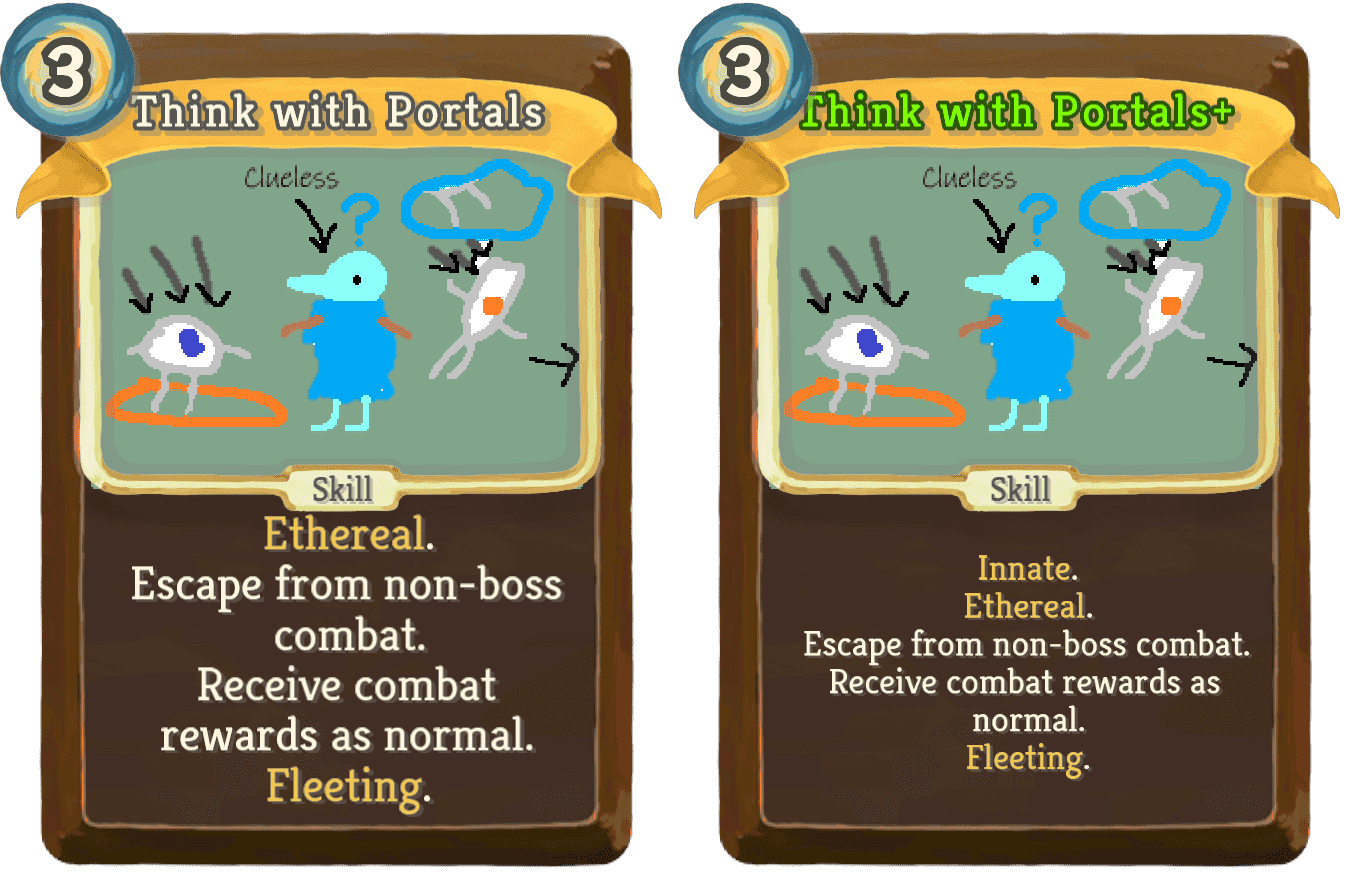 3
Think with Portals
Clueless
?
Skill
Ethereal.
Escape from non-boss
combat.
Receive combat
rewards as normal.
Fleeting.
3
Think with Portals+
Clueless
?
Skill
Innate.
Ethereal.
Escape from non-boss combat.
Receive combat rewards as
normal.
Fleeting.